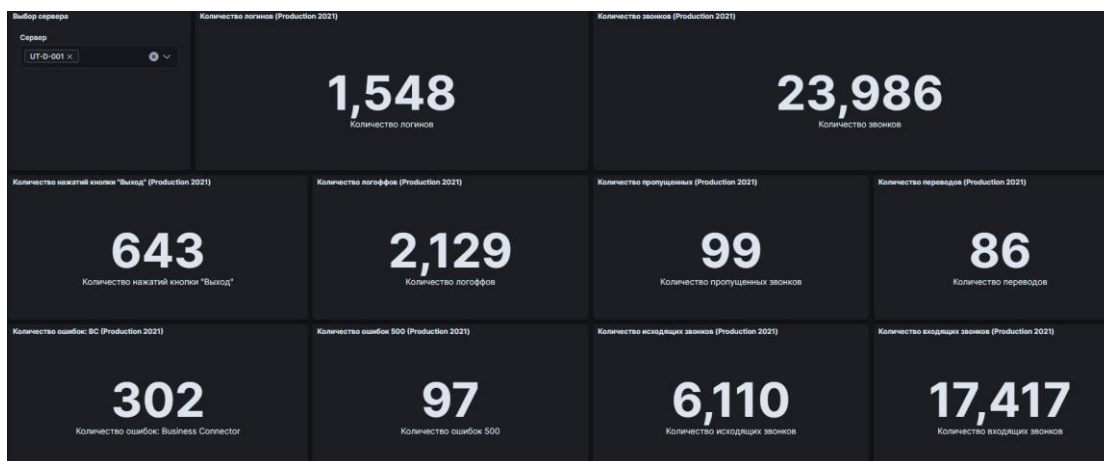 Выбор сервера
Сервер
UT-D-001 ×
Количество логинов (Production 2021)
1,548
Количество логинов
Количество звонков (Production 2021)
23,986
Количество звонков
Количество нажатий кнопки "Выход" (Production 2021)
643
Количество нажатий кнопки "Выход"
Количество логоффов (Production 2021)
2,129
Количество логоффов
Количество пропущенных (Production 2021)
99
Количество пропущенных звонков
Количество переводов (Production 2021)
86
Количество переводов
Количество ошибок: BC (Production 2021)
302
Количество ошибок: Business Connector
Количество ошибок 500 (Production 2021)
97
Количество ошибок 500
Количество исходящих звонков (Production 2021)
6,110
Количество исходящих звонков
Количество входящих звонков (Production 2021)
17,417
Количество входящих звонков